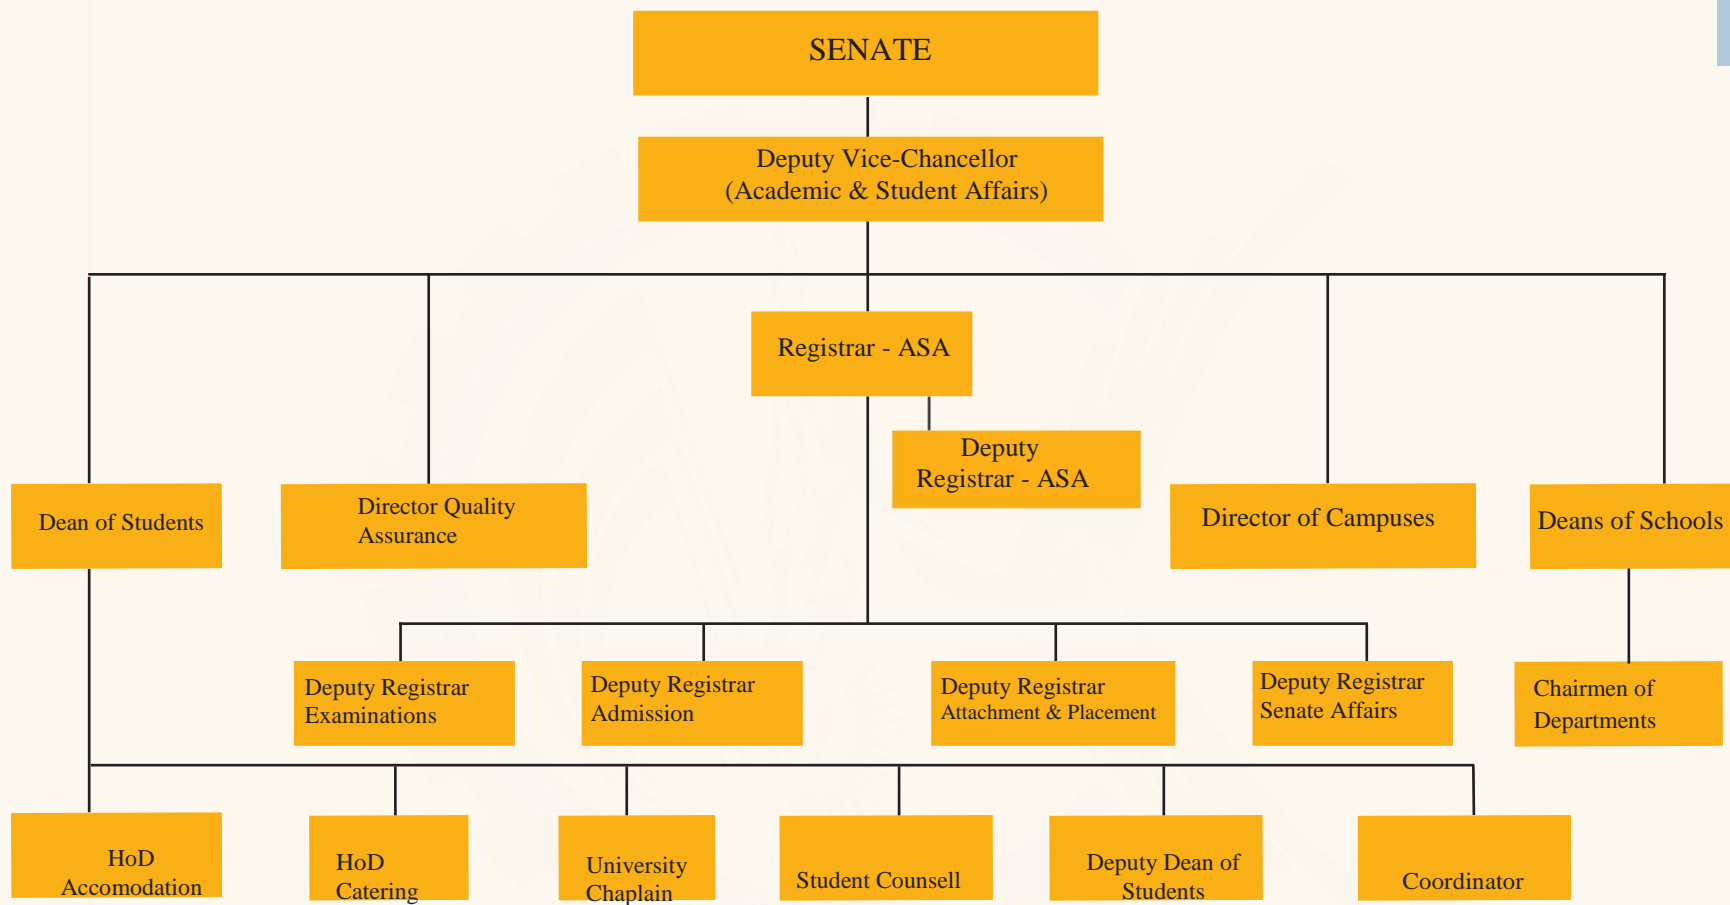 SENATE
Deputy Vice-Chancellor
(Academic & Student Affairs)
Registrar - ASA
Deputy
Registrar - ASA
Dean of Students
Director Quality
Assurance
Director of Campuses
Deans of Schools
Deputy Registrar
Examinations
Deputy Registrar
Admission
Deputy Registrar
Attachment & Placement
Deputy Registrar
Senate Affairs
Chairmen of
Departments
HoD
Accomodation
HoD
Catering
University
Chaplain
Student Counsell
Deputy Dean of
Students
Coordinator